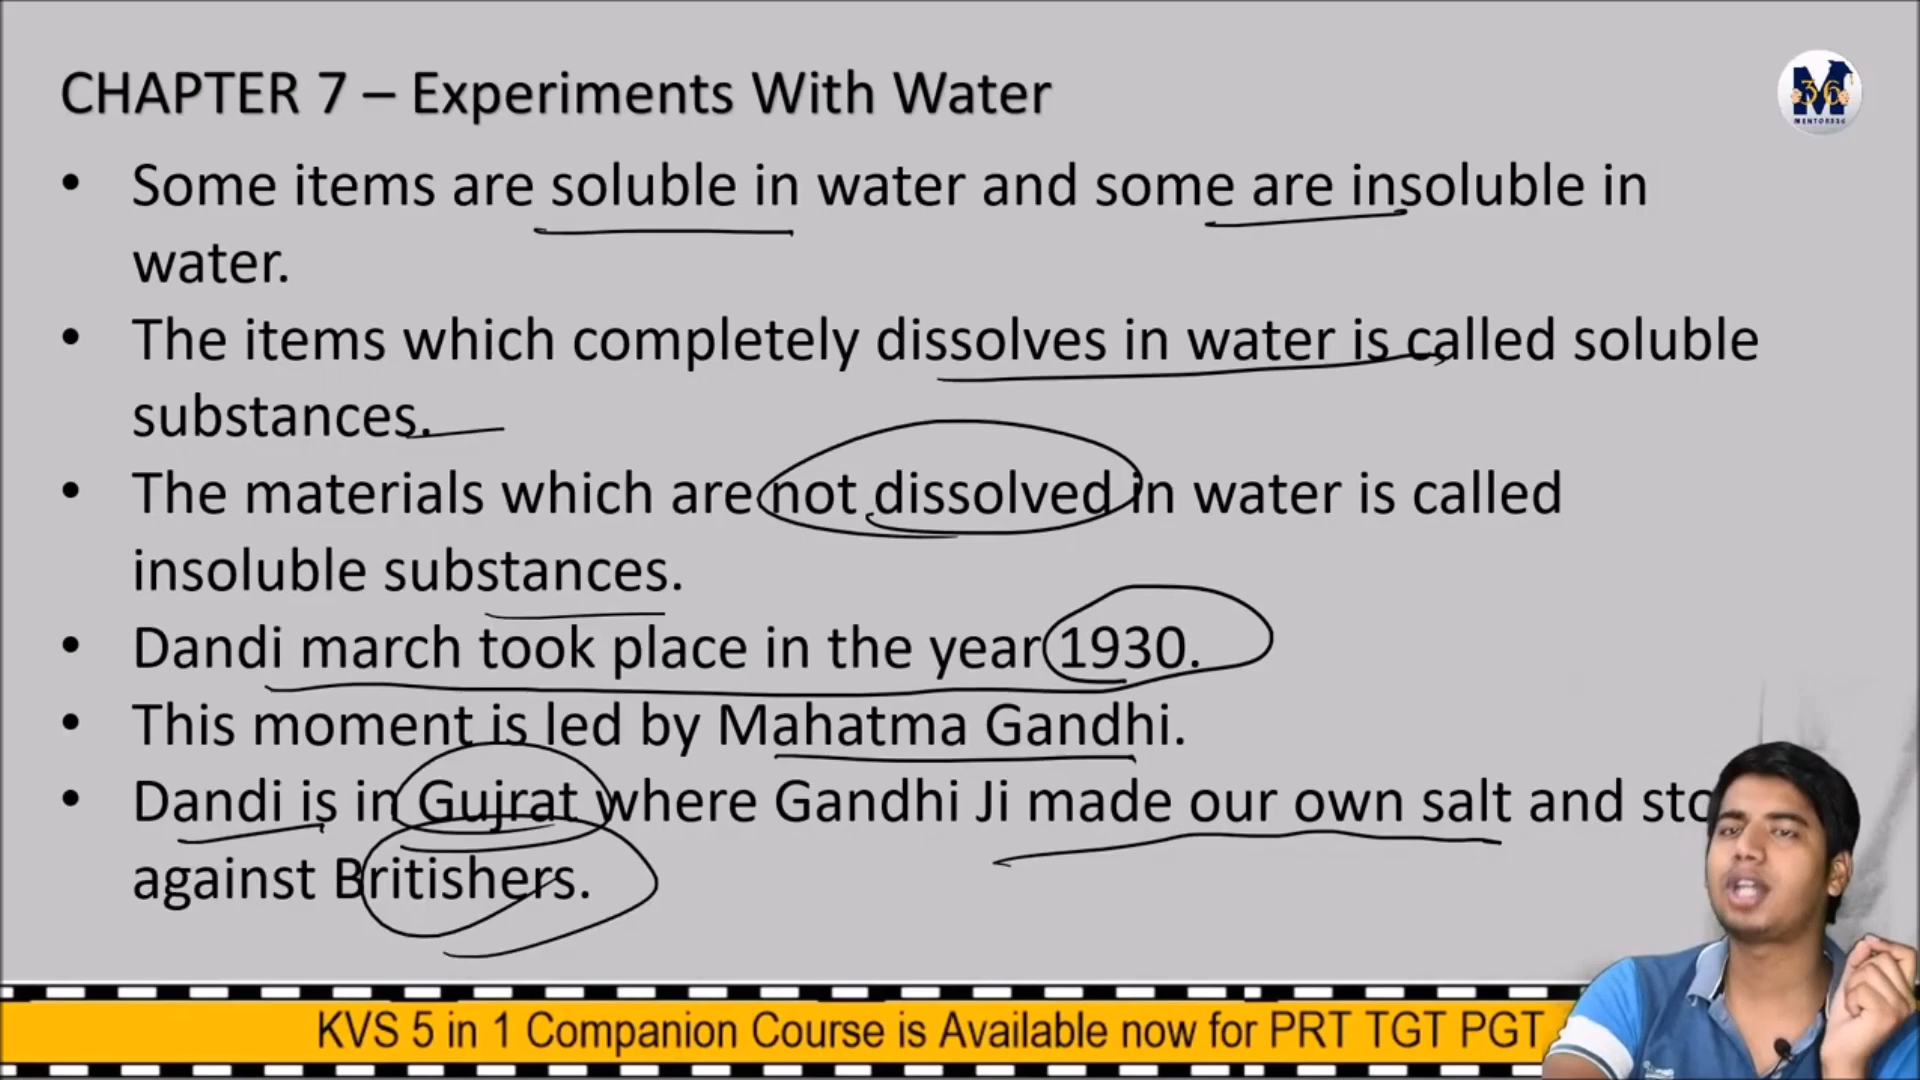 CHAPTER 7 – Experiments With Water
M
36
MENTORS36
• Some items are soluble in water and some are insoluble in
water.
• The items which completely dissolves in water is called soluble
substances.
• The materials which are not dissolved in water is called
insoluble substances.
• Dandi march took place in the year 1930.
• This moment is led by Mahatma Gandhi.
• Dandi is in Gujrat where Gandhi Ji made our own salt and
against Britishers.
KVS 5 in 1 Companion Course is Available now for PRT TGT PGT